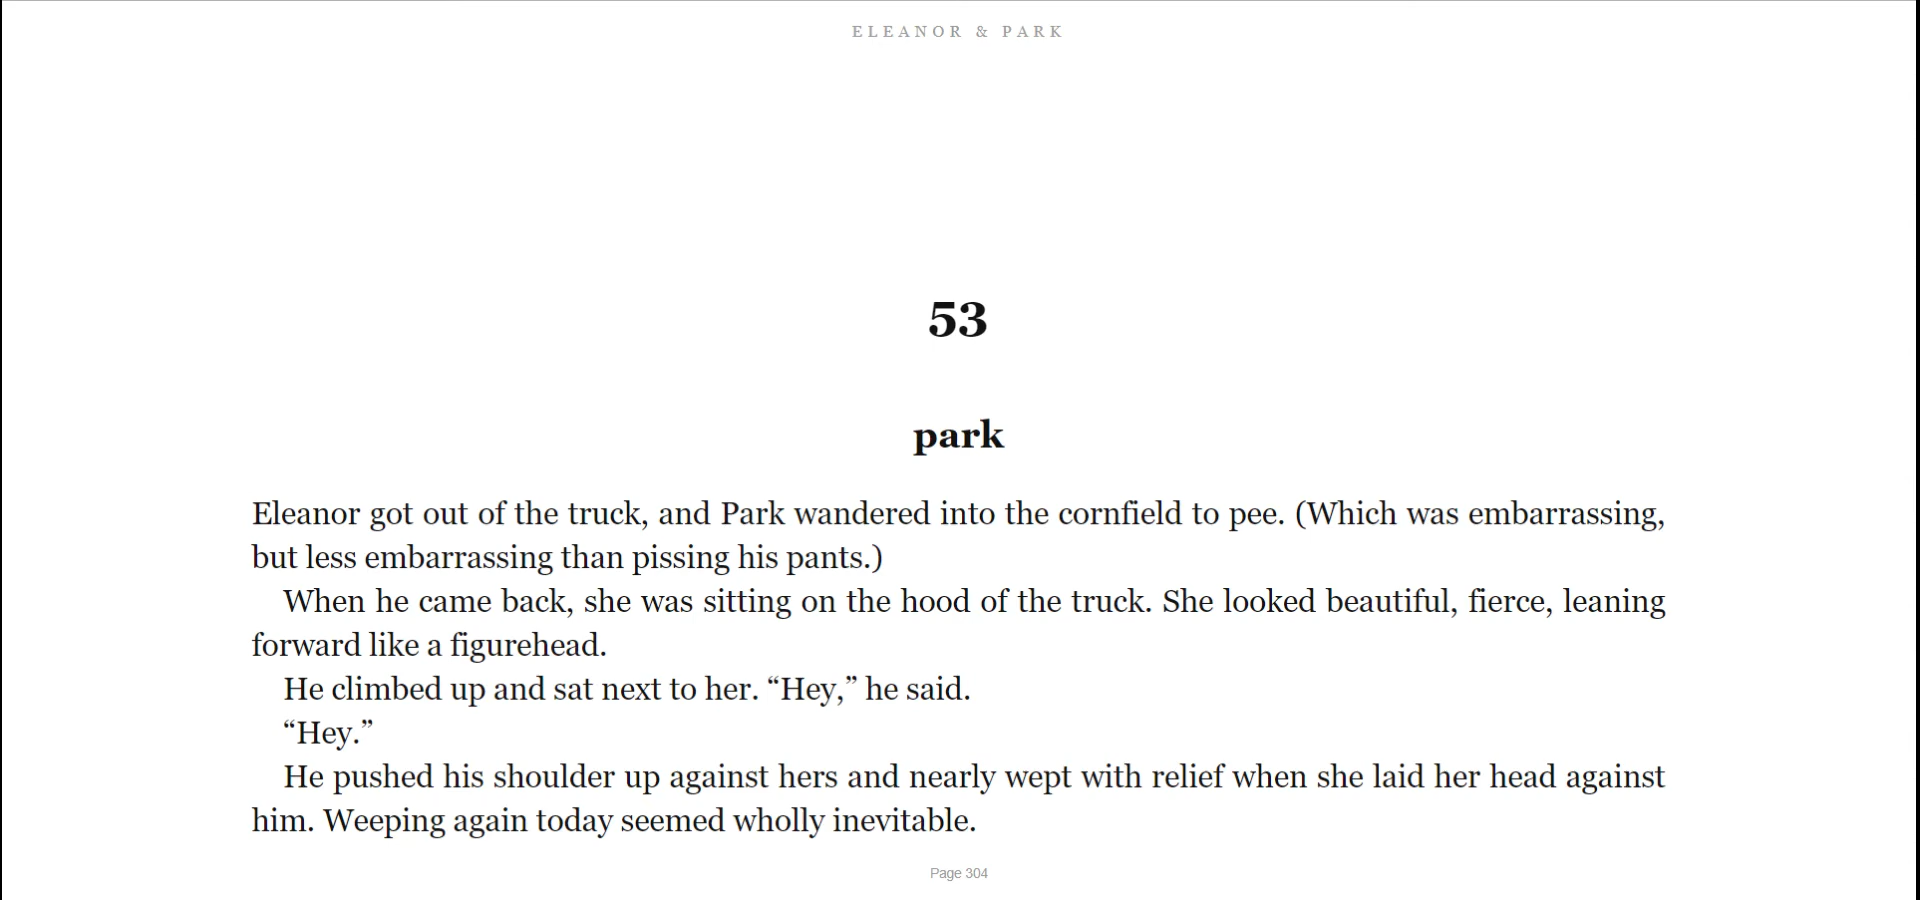 ELEANOR & PARK
53
park
Eleanor got out of the truck, and Park wandered into the cornfield to pee. (Which was embarrassing,
but less embarrassing than pissing his pants.)
When he came back, she was sitting on the hood of the truck. She looked beautiful, fierce, leaning
forward like a figurehead.
He climbed up and sat next to her. “Hey,” he said.
“Hey.”
He pushed his shoulder up against hers and nearly wept with relief when she laid her head against
him. Weeping again today seemed wholly inevitable.
Page 304